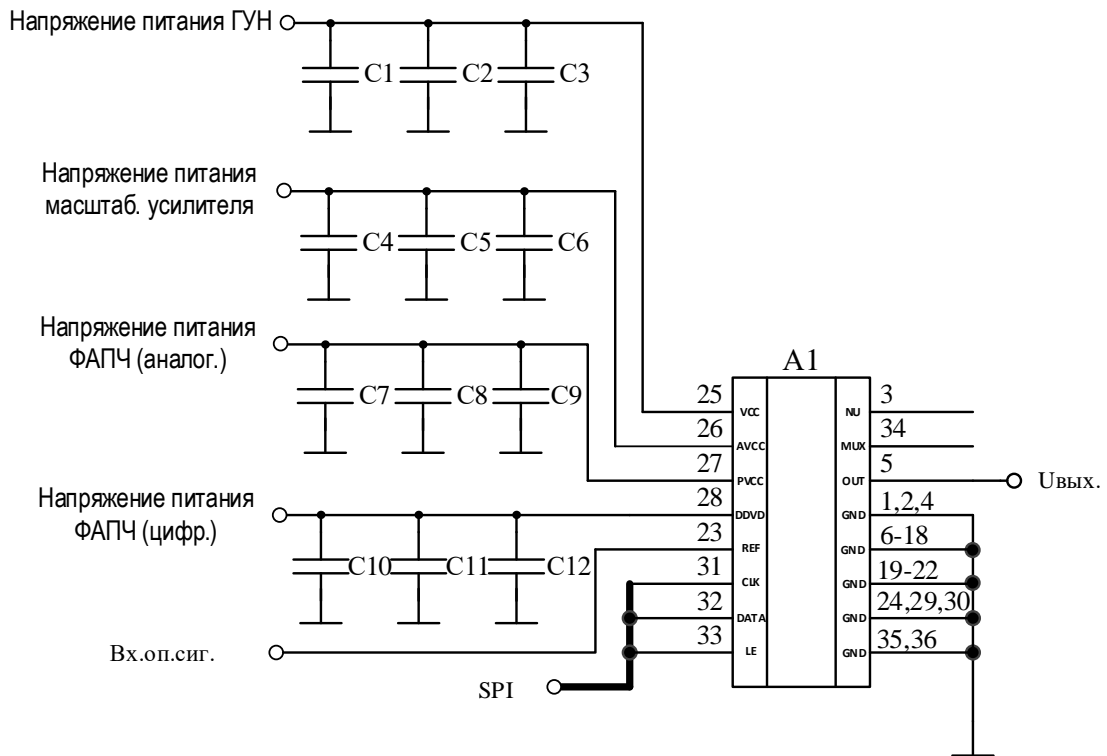 Напряжение питания ГУН
C1 C2 C3
Напряжение питания
масштаб. усилителя
C4 C5 C6
Напряжение питания
ФАПЧ (аналог.)
C7 C8 C9
Напряжение питания
ФАПЧ (цифр.)
C10 C11 C12
Вх.оп.сиг.
SPI
A1
25 VCC NU 3
26 AVCC MUX 34
27 PVCC OUT 5 Uвых.
28 DDVD GND 1,2,4
23 REF GND 6-18
31 CLK GND 19-22
32 DATA GND 24,29,30
33 LE GND 35,36